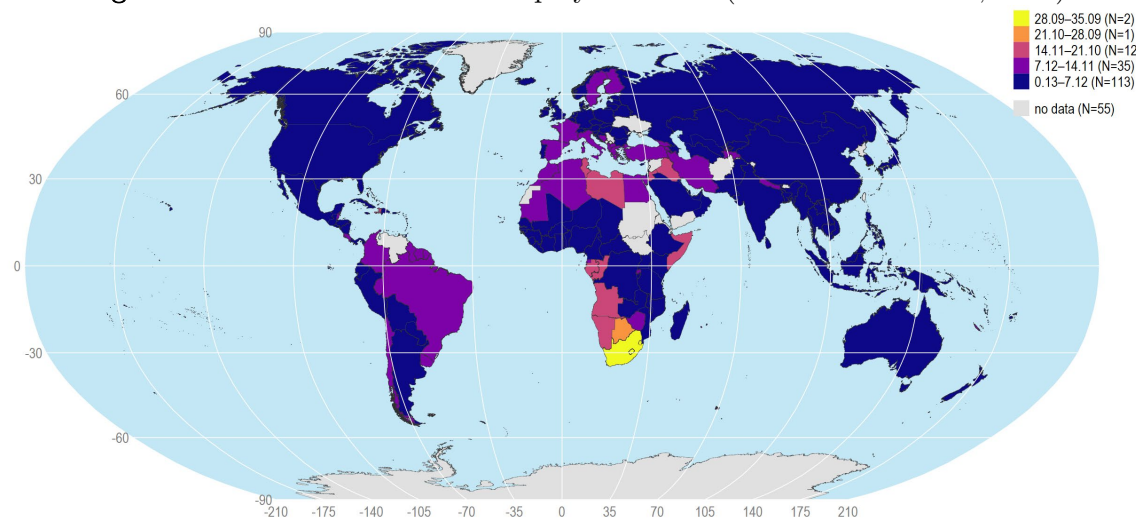 28.09–35.09 (N=2)
21.10–28.09 (N=1)
14.11–21.10 (N=12
7.12–14.11 (N=35)
0.13–7.12 (N=113)
no data (N=55)
90
60
30
0
-30
-60
-90
-210 -175 -140 -105 -70 -35 0 35 70 105 140 175 210